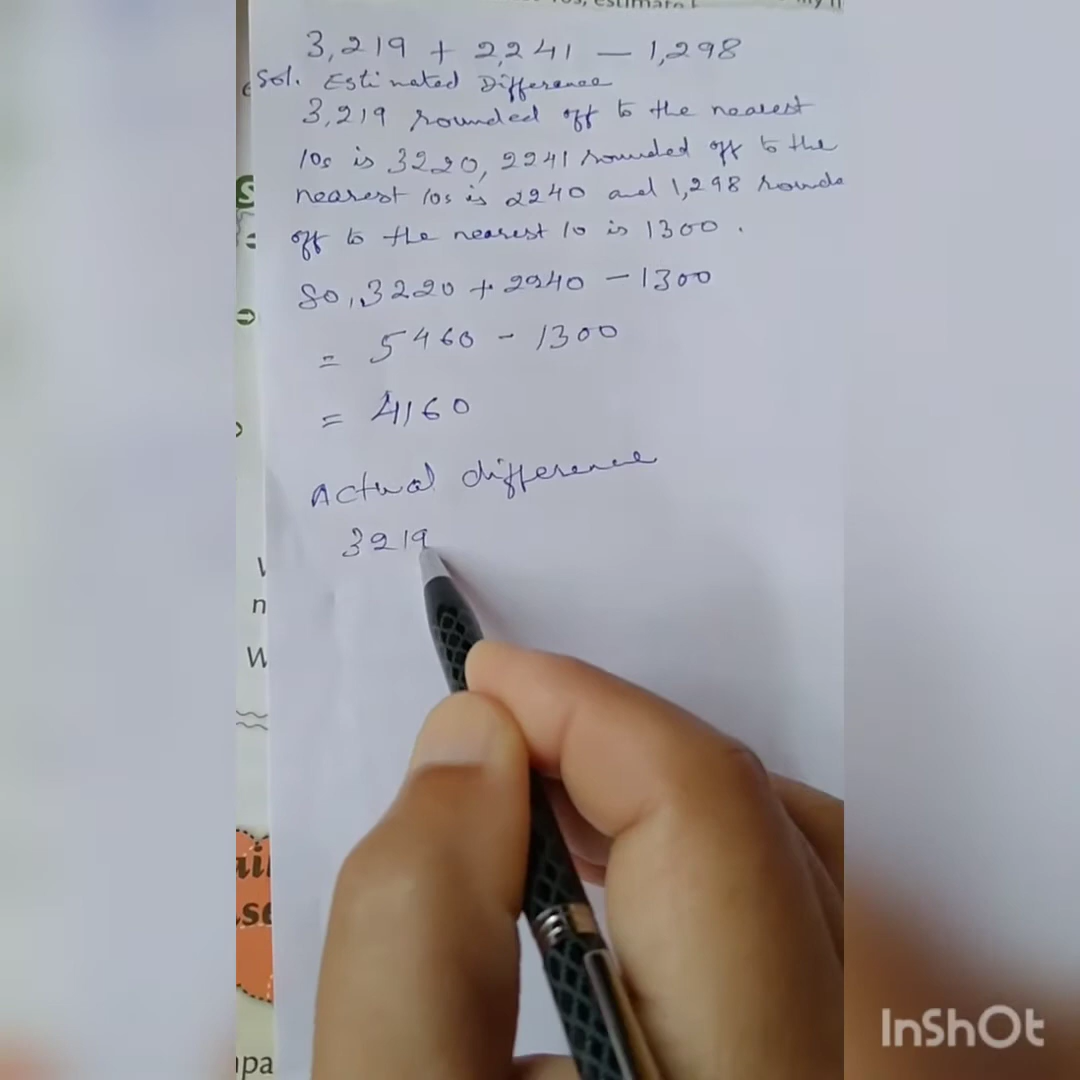 3,219 + 2,241 — 1,298
Sol. Estimated Difference
3,219 rounded off to the nearest
10s is 3220, 2241 rounded off to the
nearest 10s is 2240 and 1,298 rounde
off to the nearest 10 is 1300.
So, 3220 + 2240 - 1300
= 5460 - 1300
= 4160
Actual difference
3219
W
InShOt